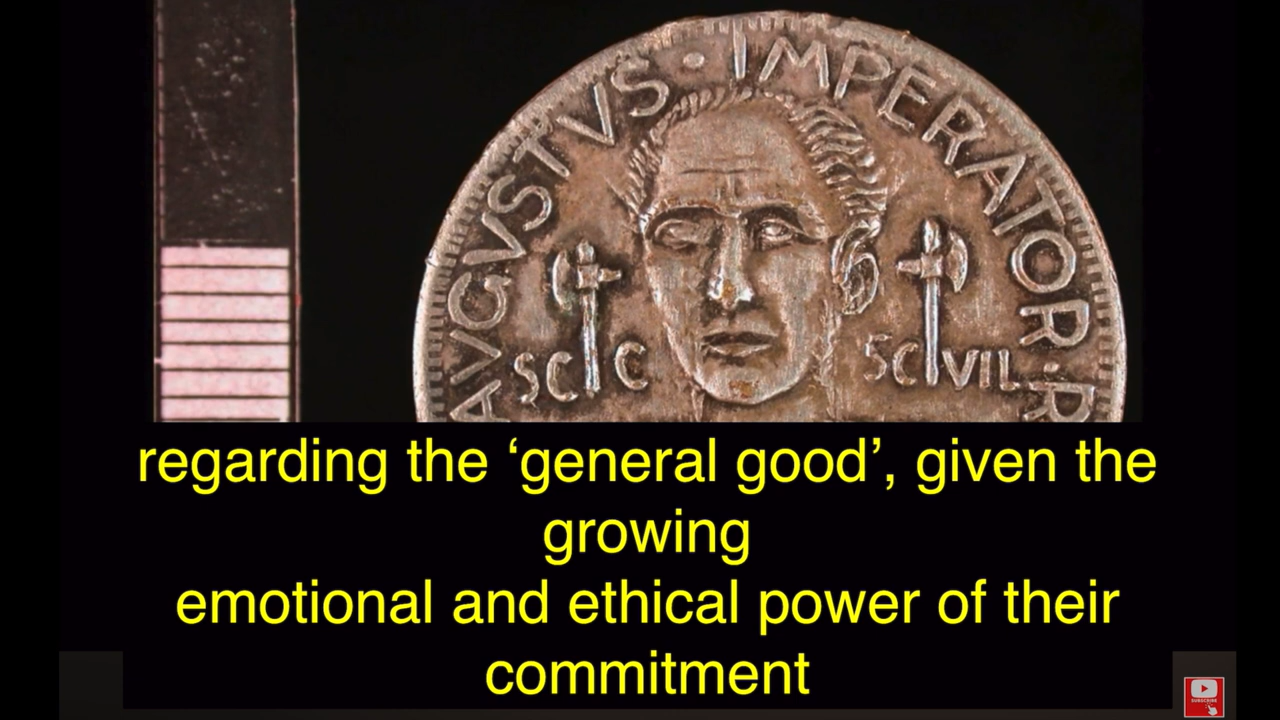 AVGVSTVS · IMPERATOR · R
SC C
SC VIL
regarding the ‘general good’, given the
growing
emotional and ethical power of their
commitment
SUBSCRIBE